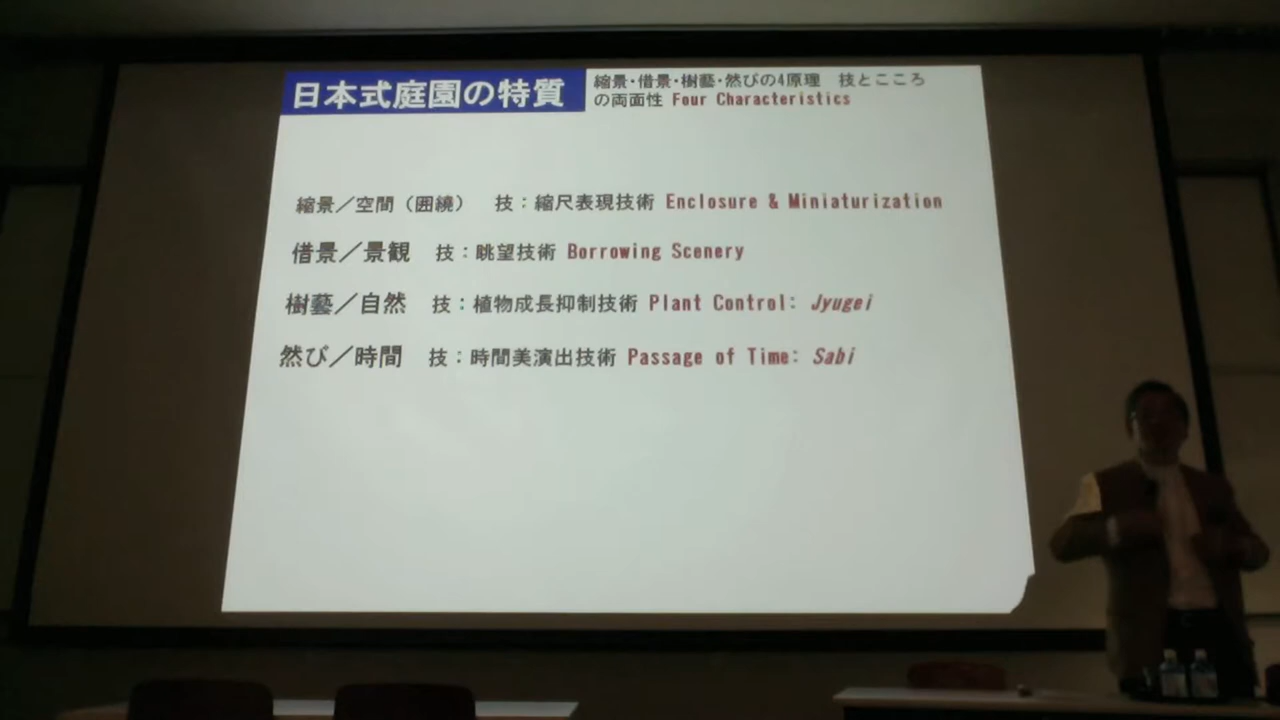 日本式庭園の特質
縮景・借景・樹藝・然びの4原理 技とこころ
の両面性 Four Characteristics
縮景／空間（囲繞） 技：縮尺表現技術 Enclosure & Miniaturization
借景／景観 技：眺望技術 Borrowing Scenery
樹藝／自然 技：植物成長抑制技術 Plant Control: Jyugei
然び／時間 技：時間美演出技術 Passage of Time: Sabi